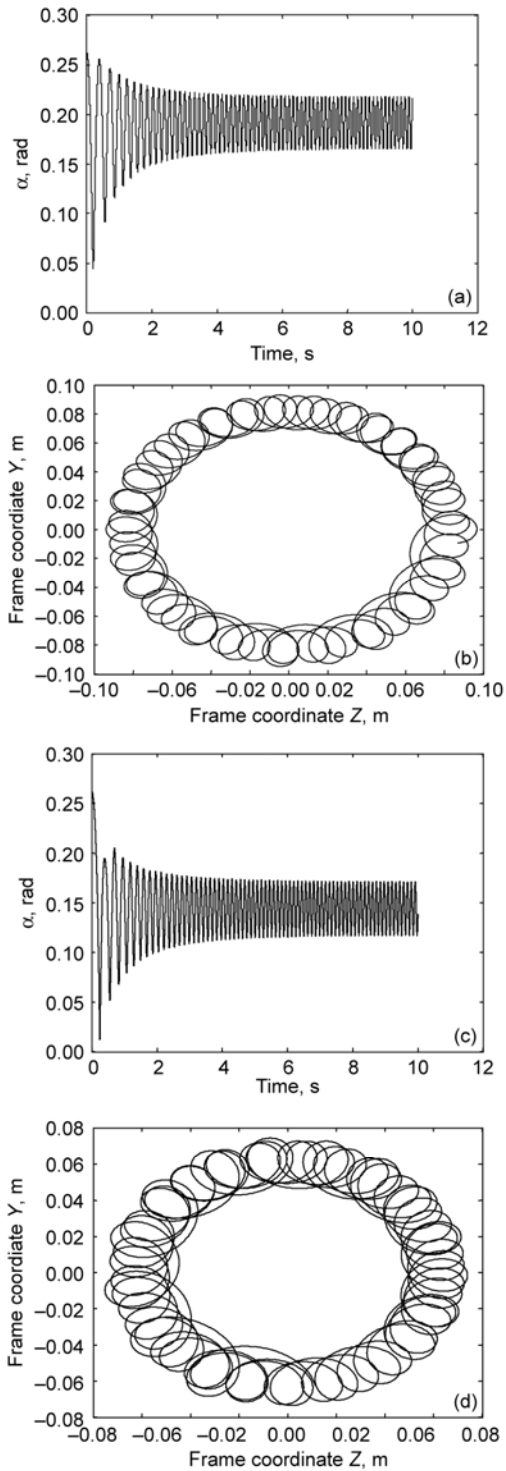 0.30
0.25
0.20
0.15
0.10
0.05
0.00
α, rad
0 2 4 6 8 10 12
Time, s
(a)
0.10
0.08
0.06
0.04
0.02
0.00
–0.02
–0.04
–0.06
–0.08
–0.10
Frame coordiate Y, m
–0.10 –0.06 –0.02 0.00 0.02 0.06 0.10
Frame coordinate Z, m
(b)
0.30
0.25
0.20
0.15
0.10
0.05
0.00
α, rad
0 2 4 6 8 10 12
Time, s
(c)
0.08
0.06
0.04
0.02
0.00
–0.02
–0.04
–0.06
–0.08
Frame coordiate Y, m
–0.08 –0.06 –0.04 –0.02 0.00 0.02 0.04 0.06 0.08
Frame coordinate Z, m
(d)